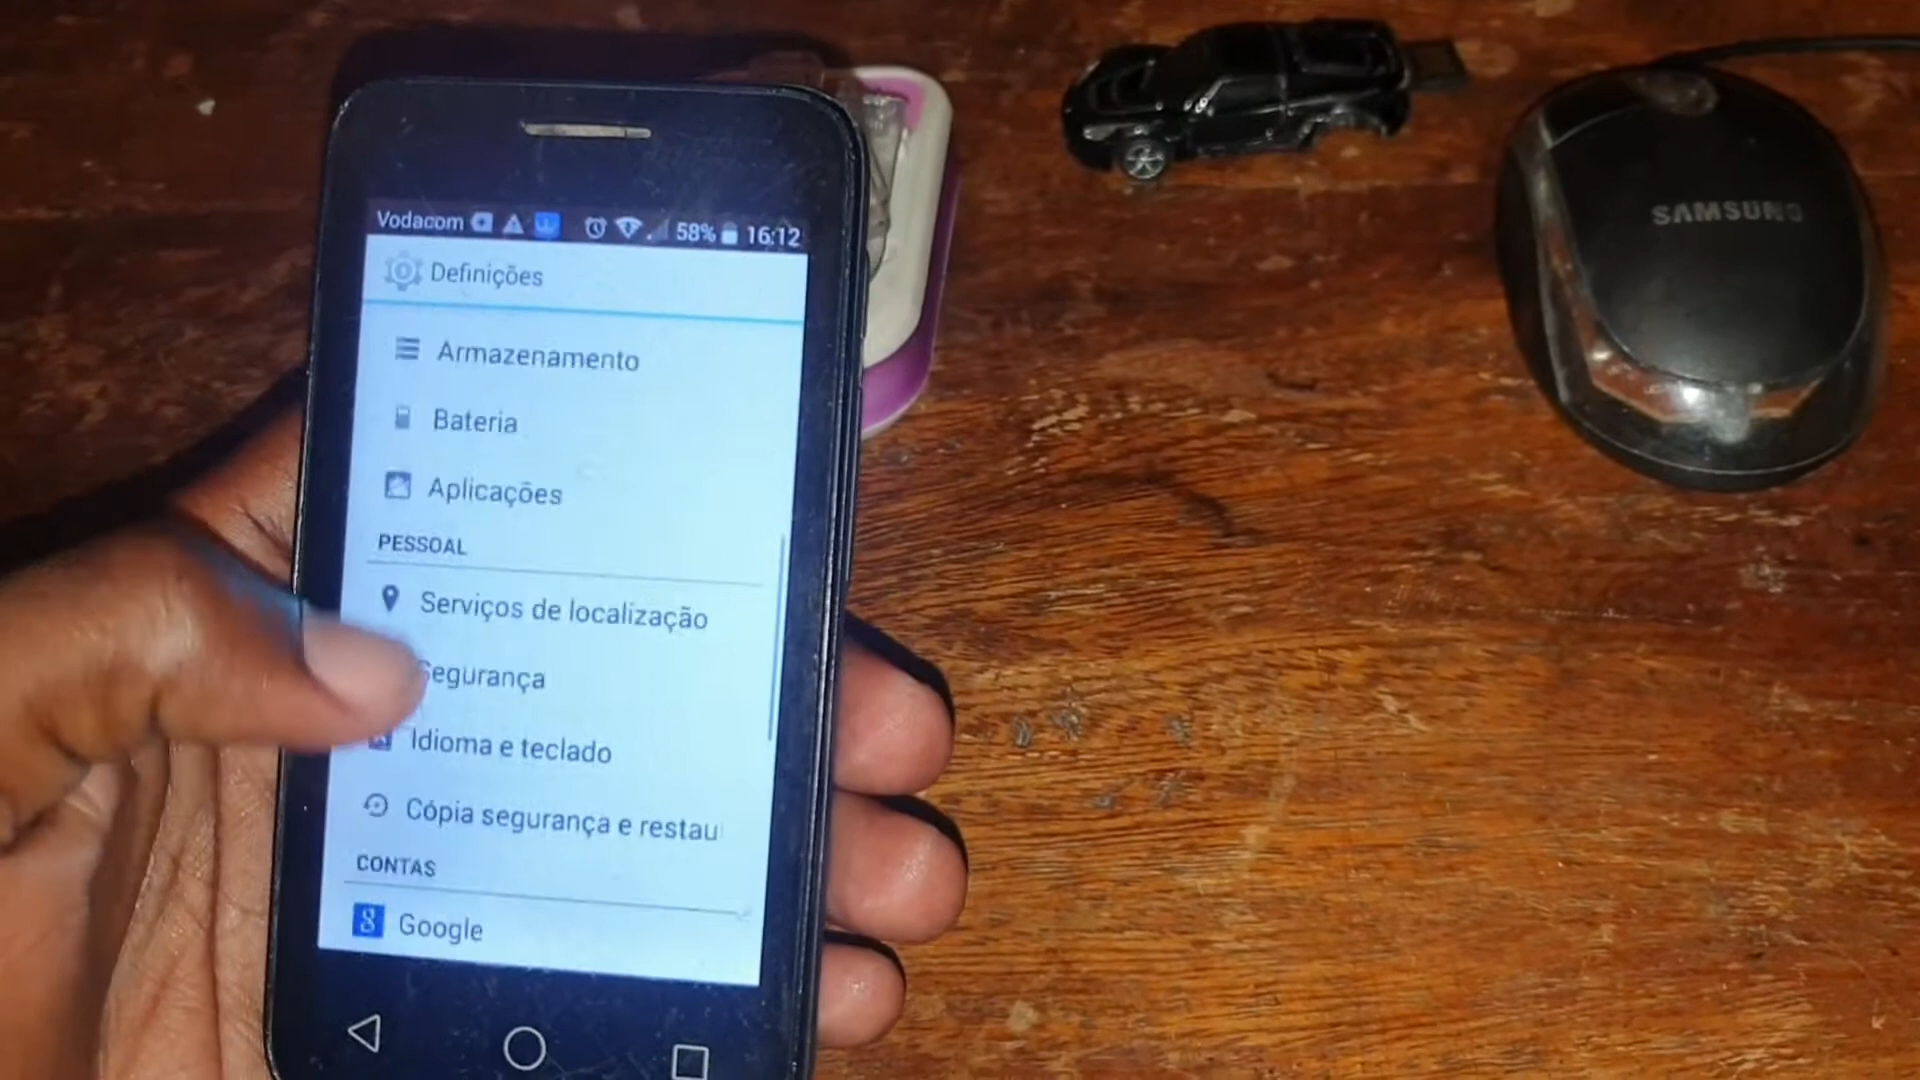 Vodacom 58% 16:12
Definições
Armazenamento
Bateria
Aplicações
PESSOAL
Serviços de localização
Segurança
Idioma e teclado
Cópia segurança e restau
CONTAS
Google
SAMSUNG